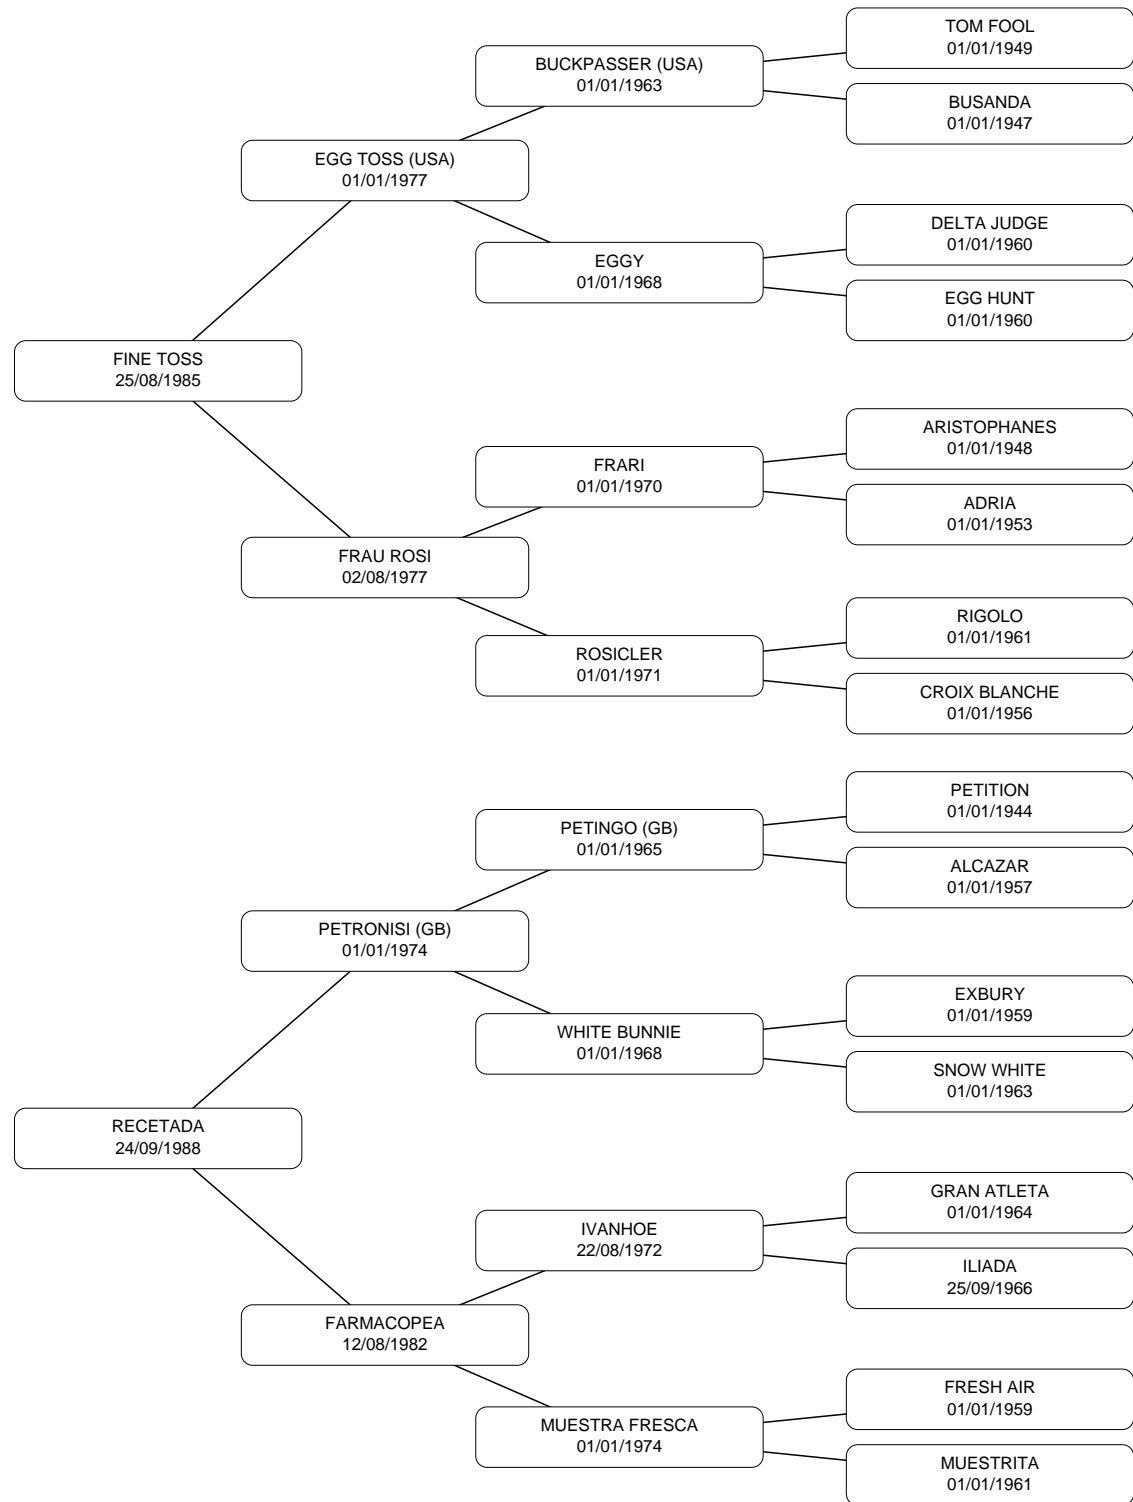 TOM FOOL
01/01/1949
BUCKPASSER (USA)
01/01/1963
BUSANDA
01/01/1947
EGG TOSS (USA)
01/01/1977
DELTA JUDGE
01/01/1960
EGGY
01/01/1968
EGG HUNT
01/01/1960
FINE TOSS
25/08/1985
ARISTOPHANES
01/01/1948
FRARI
01/01/1970
ADRIA
01/01/1953
FRAU ROSI
02/08/1977
RIGOLO
01/01/1961
ROSICLER
01/01/1971
CROIX BLANCHE
01/01/1956
PETITION
01/01/1944
PETINGO (GB)
01/01/1965
ALCAZAR
01/01/1957
PETRONISI (GB)
01/01/1974
EXBURY
01/01/1959
WHITE BUNNIE
01/01/1968
SNOW WHITE
01/01/1963
RECETADA
24/09/1988
GRAN ATLETA
01/01/1964
IVANHOE
22/08/1972
ILIADA
25/09/1966
FARMACOPEA
12/08/1982
FRESH AIR
01/01/1959
MUESTRA FRESCA
01/01/1974
MUESTRITA
01/01/1961